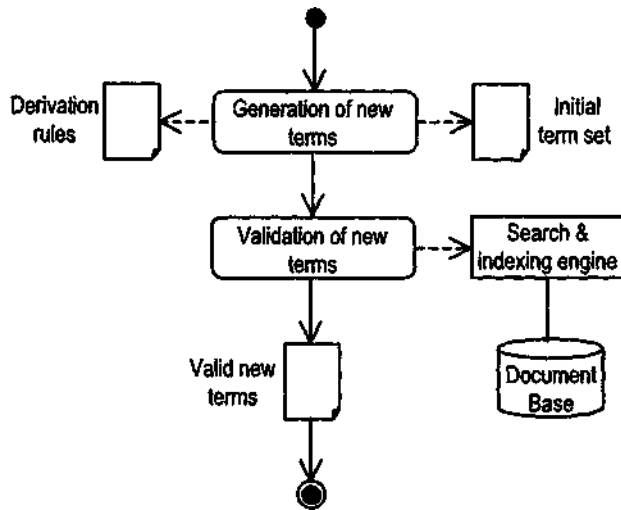 Derivation
rules
Generation of new
terms
Initial
term set
Validation of new
terms
Search &
indexing engine
Valid new
terms
Document
Base